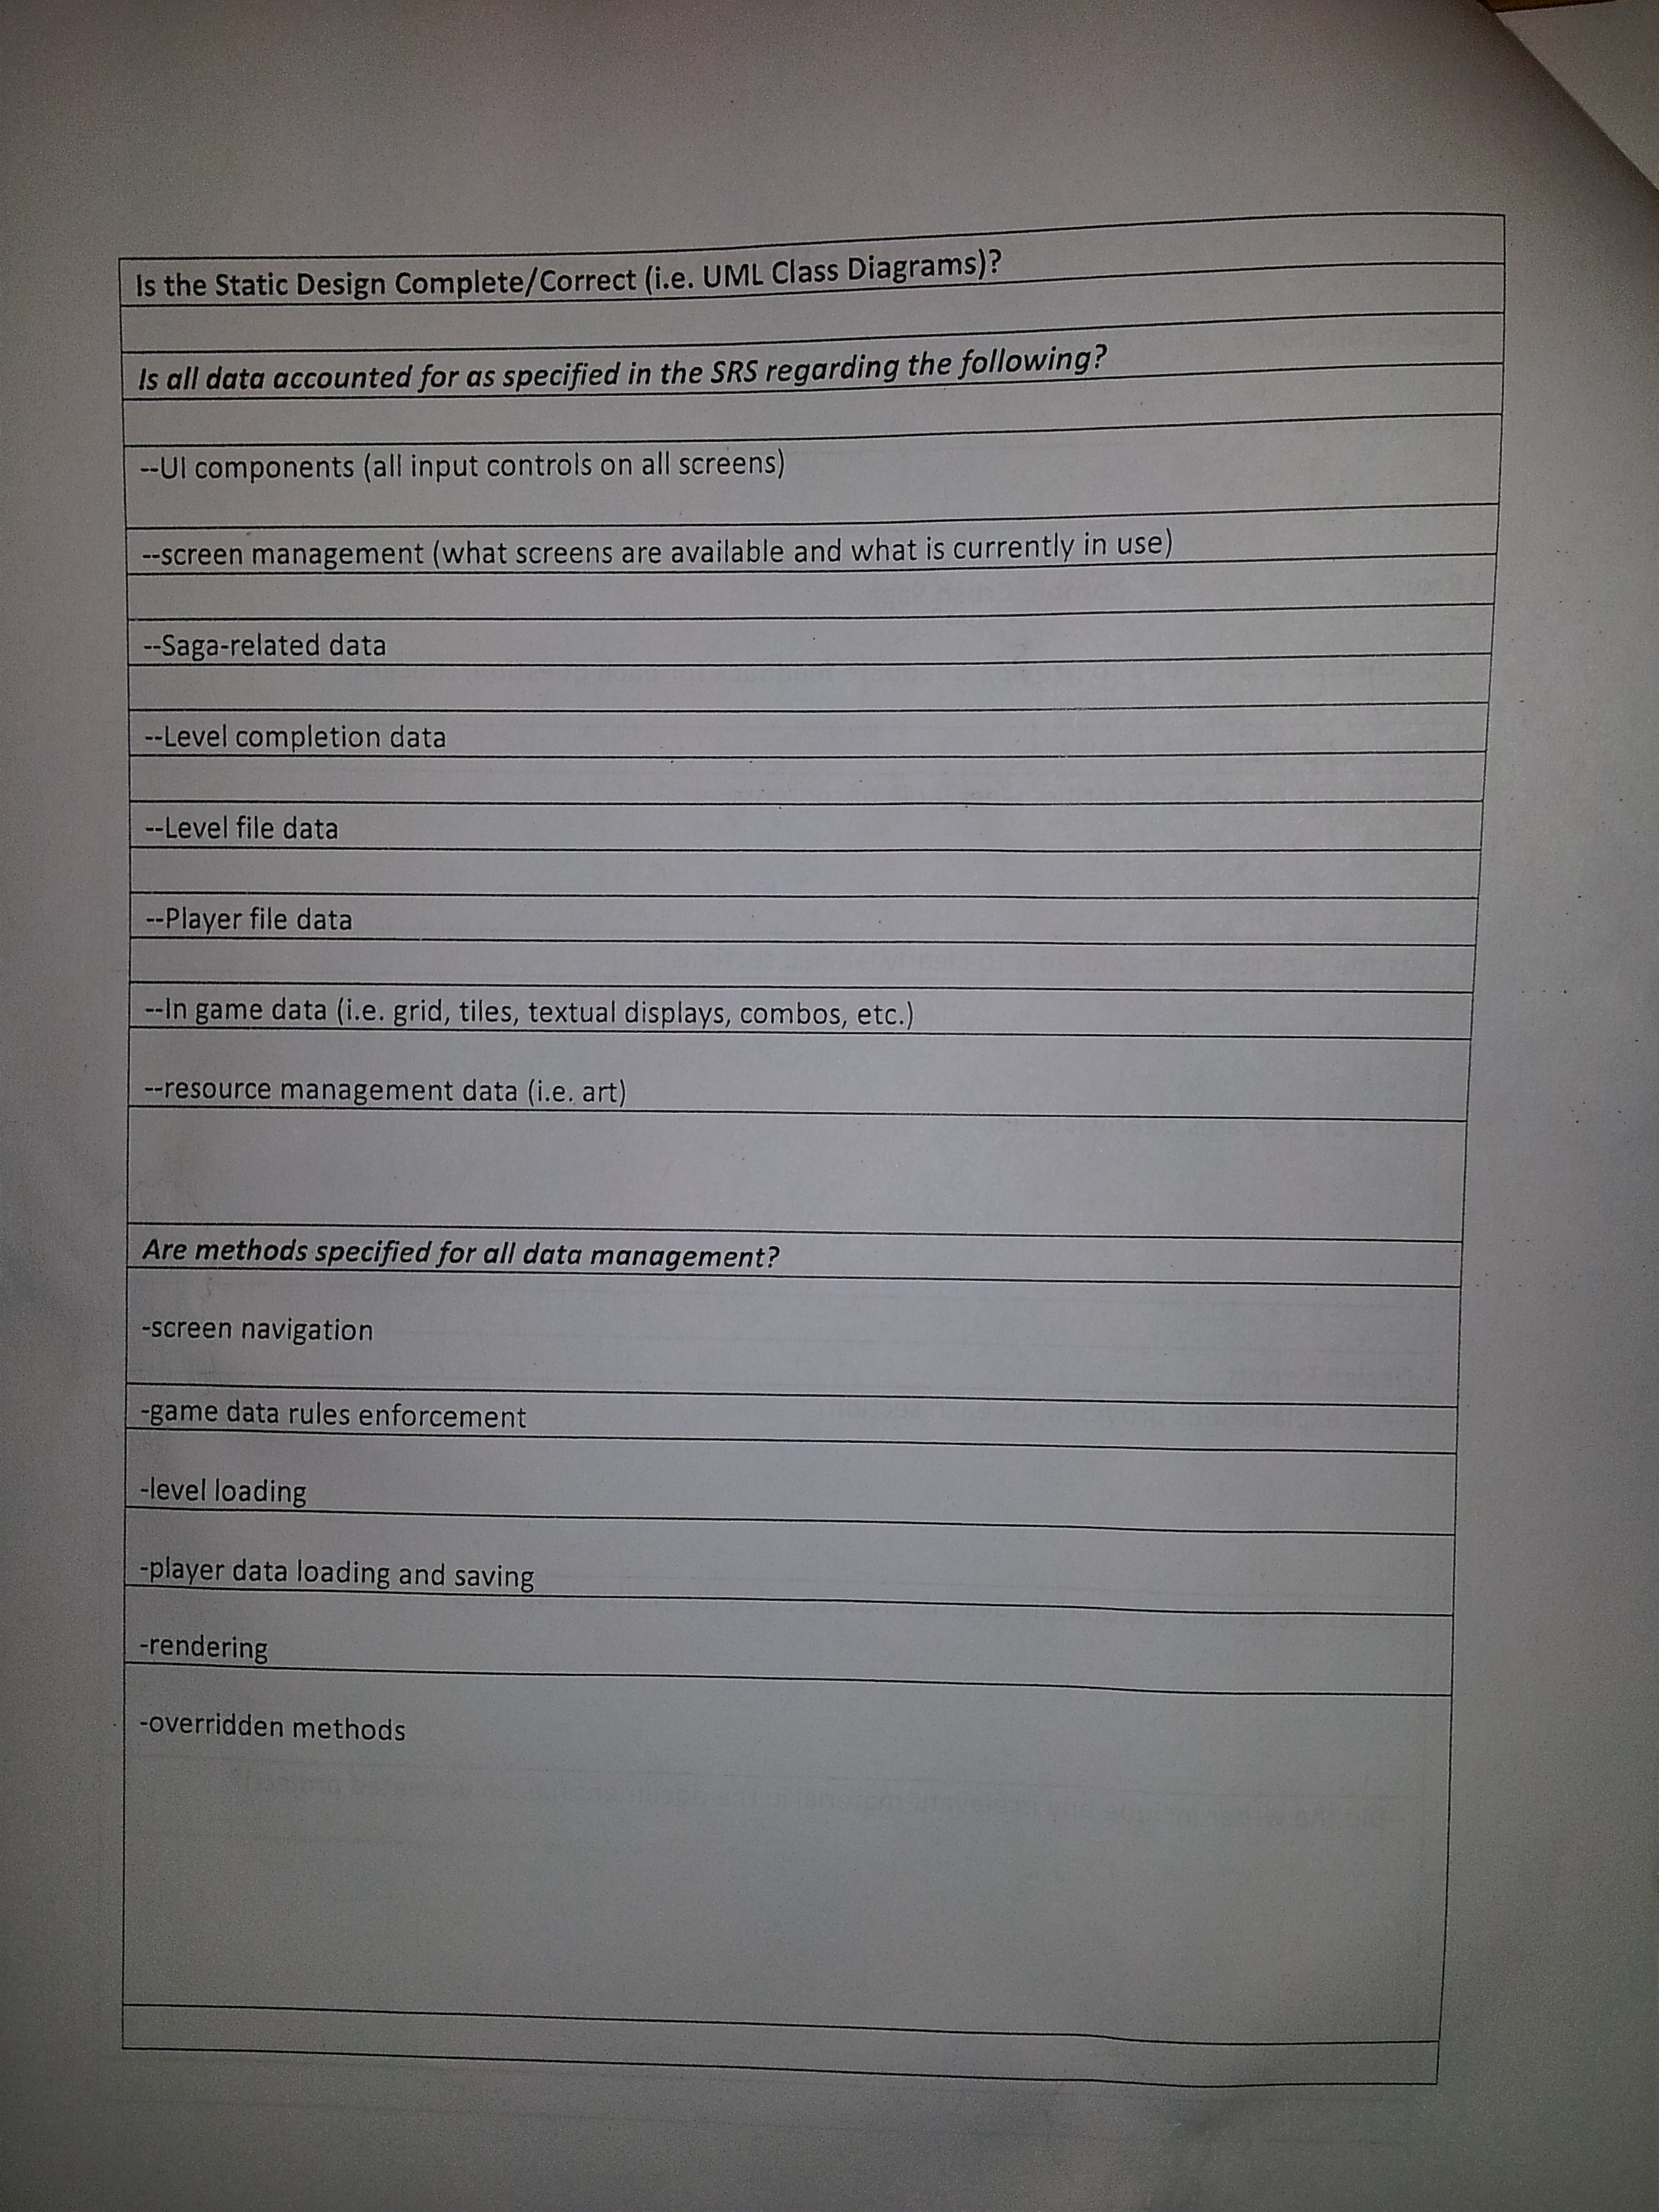 Is the Static Design Complete/Correct (i.e. UML Class Diagrams)?
Is all data accounted for as specified in the SRS regarding the following?
--UI components (all input controls on all screens)
--screen management (what screens are available and what is currently in use)
--Saga-related data
--Level completion data
--Level file data
--Player file data
--In game data (i.e. grid, tiles, textual displays, combos, etc.)
--resource management data (i.e. art)
Are methods specified for all data management?
-screen navigation
-game data rules enforcement
-level loading
-player data loading and saving
-rendering
-overridden methods